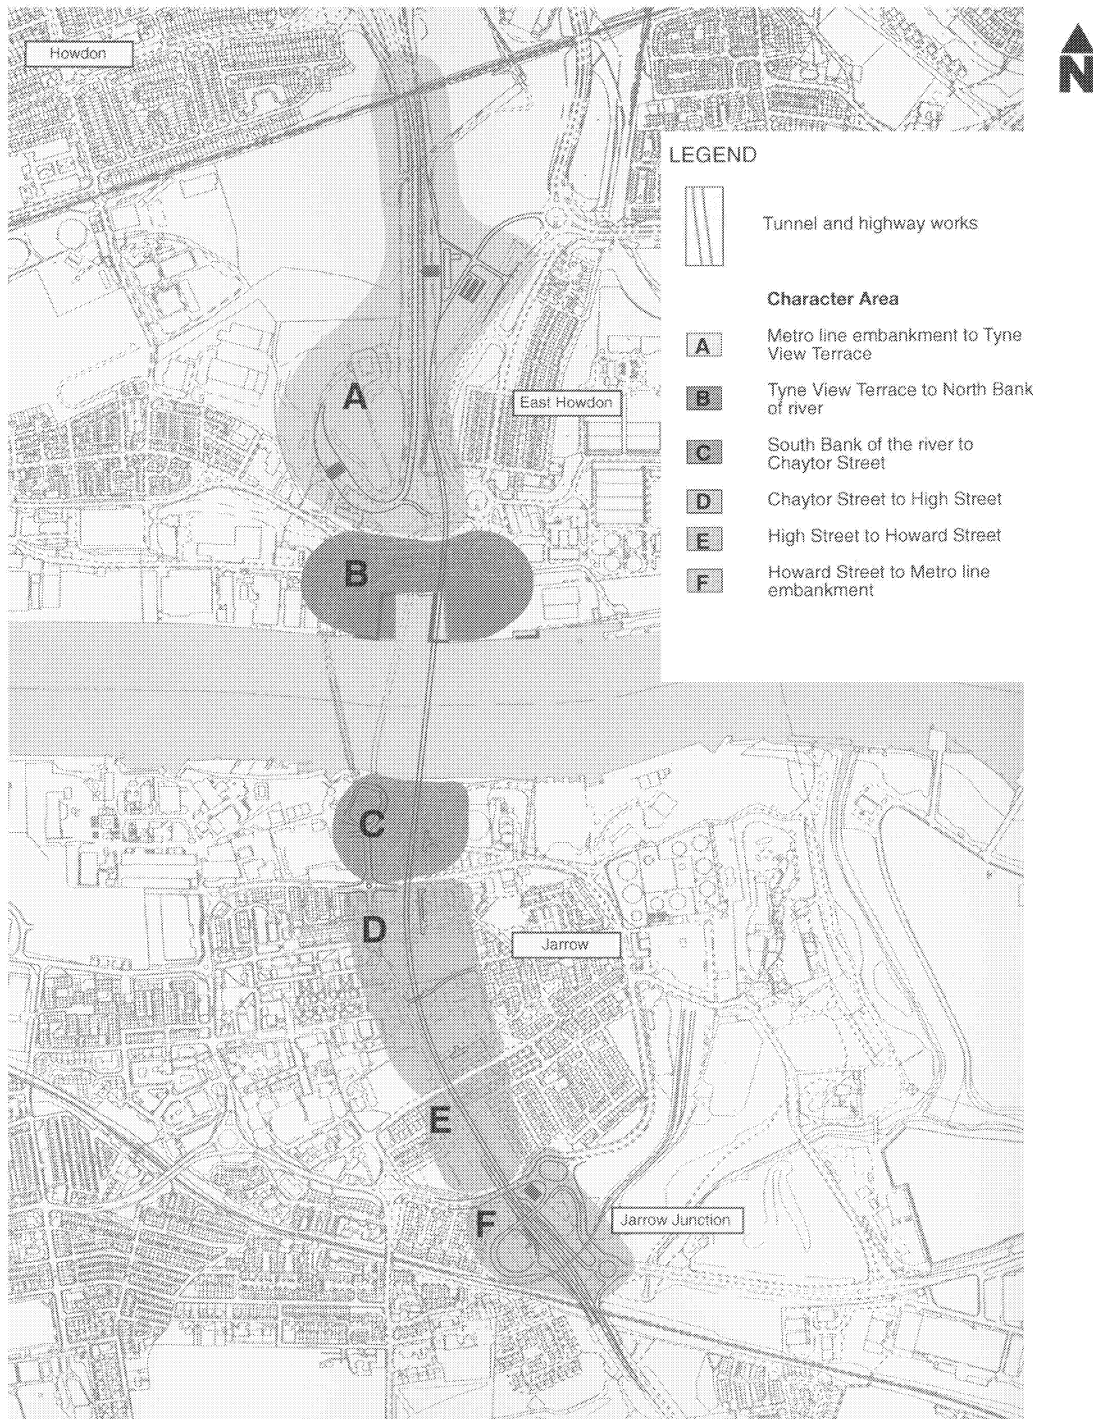 Howdon
N
LEGEND
Tunnel and highway works
Character Area
A
Metro line embankment to Tyne
View Terrace
B
Tyne View Terrace to North Bank
of river
C
South Bank of the river to
Chaytor Street
D
Chaytor Street to High Street
E
High Street to Howard Street
F
Howard Street to Metro line
embankment
A
East Howdon
B
C
D
Jarrow
E
F
Jarrow Junction